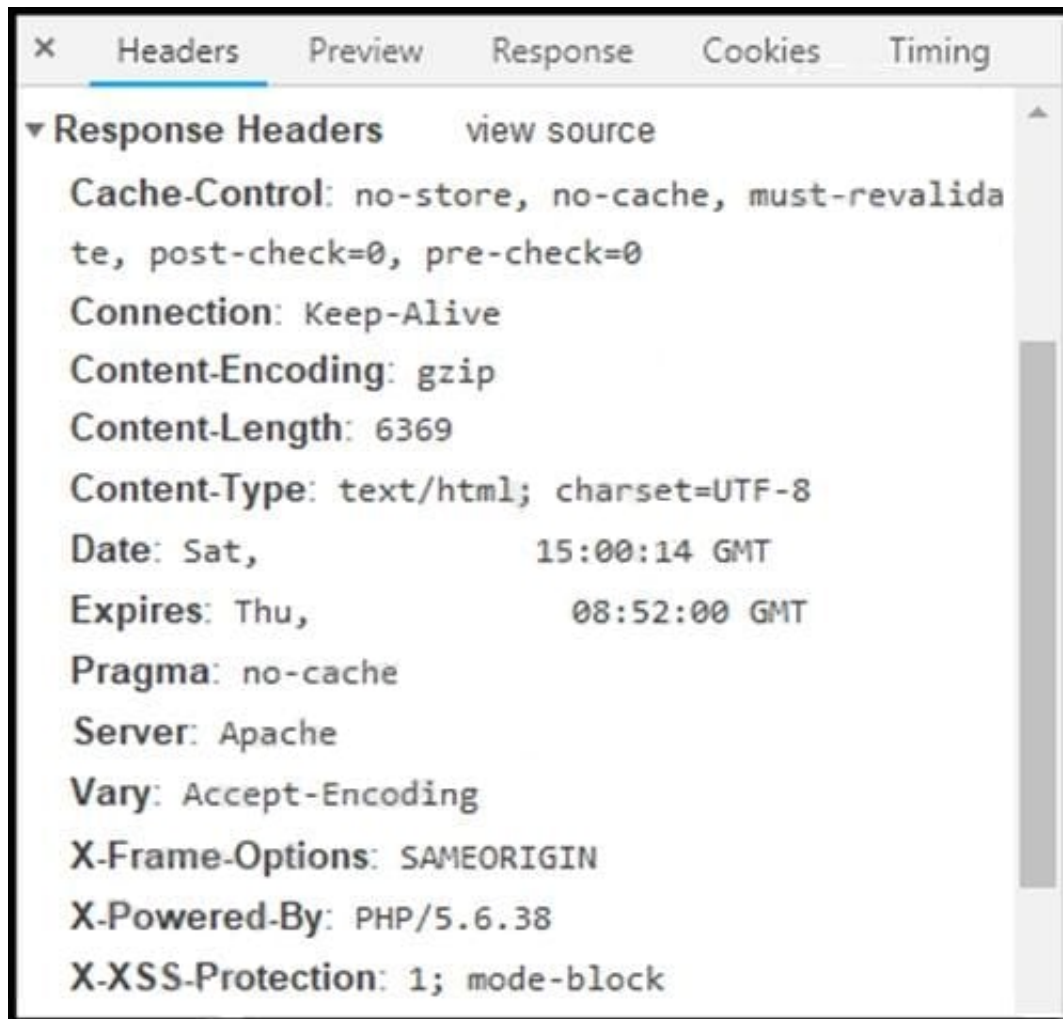 × Headers Preview Response Cookies Timing
▾ Response Headers view source
Cache-Control: no-store, no-cache, must-revalida
te, post-check=0, pre-check=0
Connection: Keep-Alive
Content-Encoding: gzip
Content-Length: 6369
Content-Type: text/html; charset=UTF-8
Date: Sat, 15:00:14 GMT
Expires: Thu, 08:52:00 GMT
Pragma: no-cache
Server: Apache
Vary: Accept-Encoding
X-Frame-Options: SAMEORIGIN
X-Powered-By: PHP/5.6.38
X-XSS-Protection: 1; mode-block